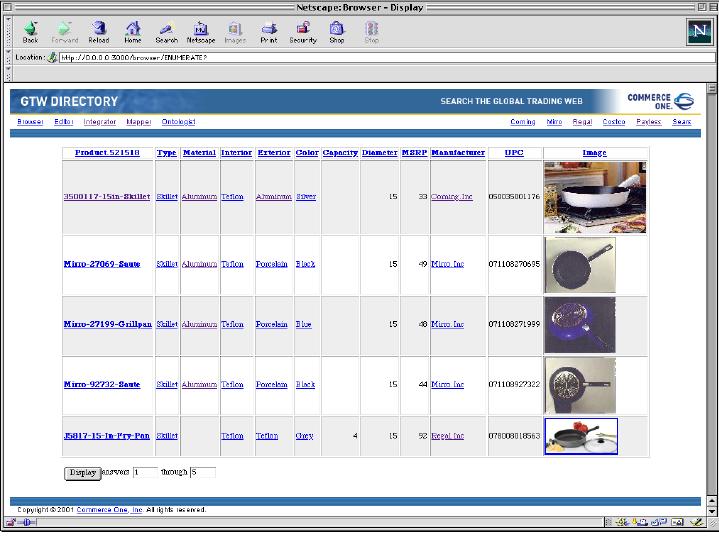 Netscape: Browser - Display
Back Forward Reload Home Search Netscape Images Print Security Shop Stop
N
Location: http://0.0.0.0:3000/browser/ENUMERATE?
GTW DIRECTORY SEARCH THE GLOBAL TRADING WEB COMMERCE ONE.
Browser Editor Integrator Mapper Ontologist Corning Mirro Regal Costco Payless Sears
Product.521518 Type Material Interior Exterior Color Capacity Diameter MSRP Manufacturer UPC Image
3500117-15in-Skillet Skillet Aluminum Teflon Aluminum Silver 15 33 Corning Inc 050035001176
Mirro-27069-Saute Skillet Aluminum Teflon Porcelain Black 15 49 Mirro Inc 071108270695
Mirro-27199-Grillpan Skillet Aluminum Teflon Porcelain Blue 15 48 Mirro Inc 071108271999
Mirro-92732-Saute Skillet Aluminum Teflon Porcelain Black 15 44 Mirro Inc 071108927322
J5817-15-In-Fry-Pan Skillet Teflon Teflon Grey 4 15 92 Regal Inc 078008018563
Display answers 1 through 5
Copyright © 2001 Commerce One, Inc. All rights reserved.